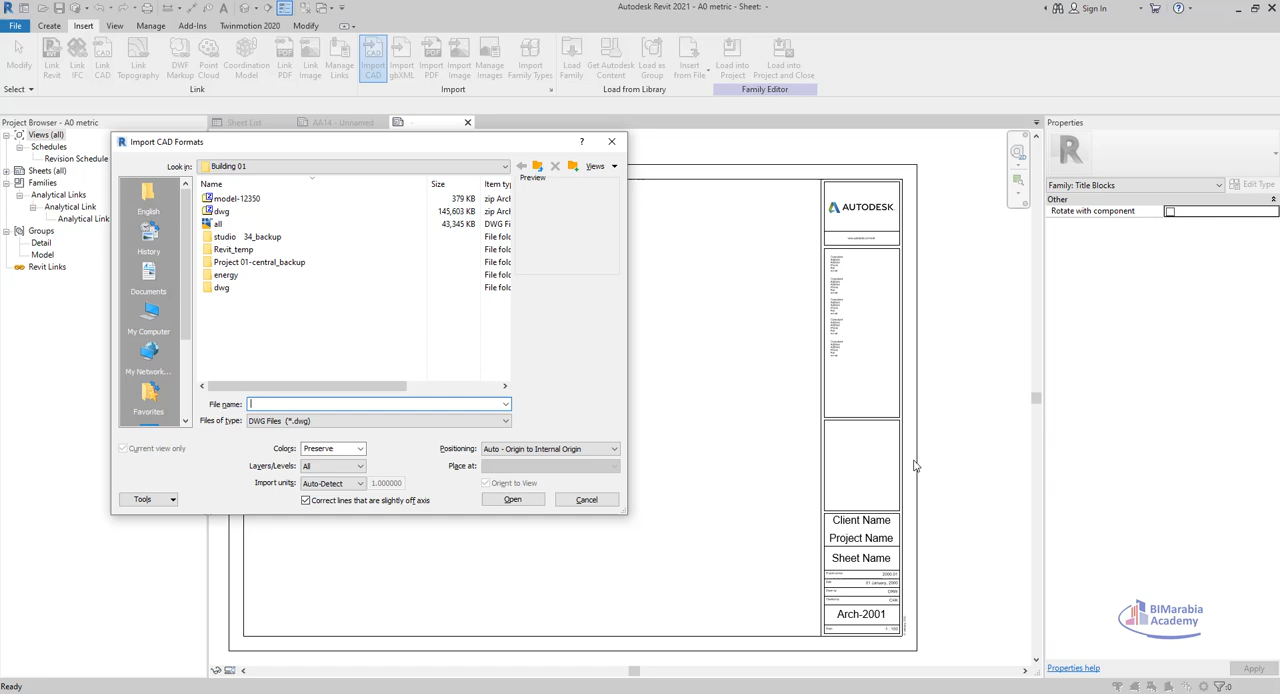 Autodesk Revit 2021 - A0 metric - Sheet: -
Sign In
File Create Insert View Manage Add-Ins Twinmotion 2020 Modify
Modify
Link Revit
Link IFC
Link CAD
Link Topography
DWF Markup
Point Cloud
Coordination Model
Link PDF
Link Image
Manage Links
Import CAD
Import gbXML
Import PDF
Import Image
Manage Images
Import Family Types
Load Family
Get Autodesk Content
Load as Group
Insert from File
Load into Project
Load into Project and Close
Select Link Import Load from Library Family Editor
Project Browser - A0 metric
Views (all)
Schedules
Revision Schedule
Sheets (all)
Families
Analytical Links
Analytical Link
Analytical Link
Groups
Detail
Model
Revit Links
Sheet List
AA14 - Unnamed
-
Import CAD Formats
Look in: Building 01
Views
English
History
Documents
My Computer
My Network...
Favorites
Name Size Item typ
model-12350 379 KB zip Arch
dwg 145,603 KB zip Arch
all 43,345 KB DWG Fi
studio 34_backup File fold
Revit_temp File fold
Project 01-central_backup File fold
energy File fold
dwg File fold
Preview
File name:
Files of type: DWG Files (*.dwg)
Current view only
Colors: Preserve
Layers/Levels: All
Import units: Auto-Detect 1.000000
Correct lines that are slightly off axis
Positioning: Auto - Origin to Internal Origin
Place at:
Orient to View
Tools
Open
Cancel
AUTODESK
Client Name
Project Name
Sheet Name
Arch-2001
Properties
Family: Title Blocks
Edit Type
Other
Rotate with component
BIMarabia
Academy
Properties help
Apply
Ready
:0